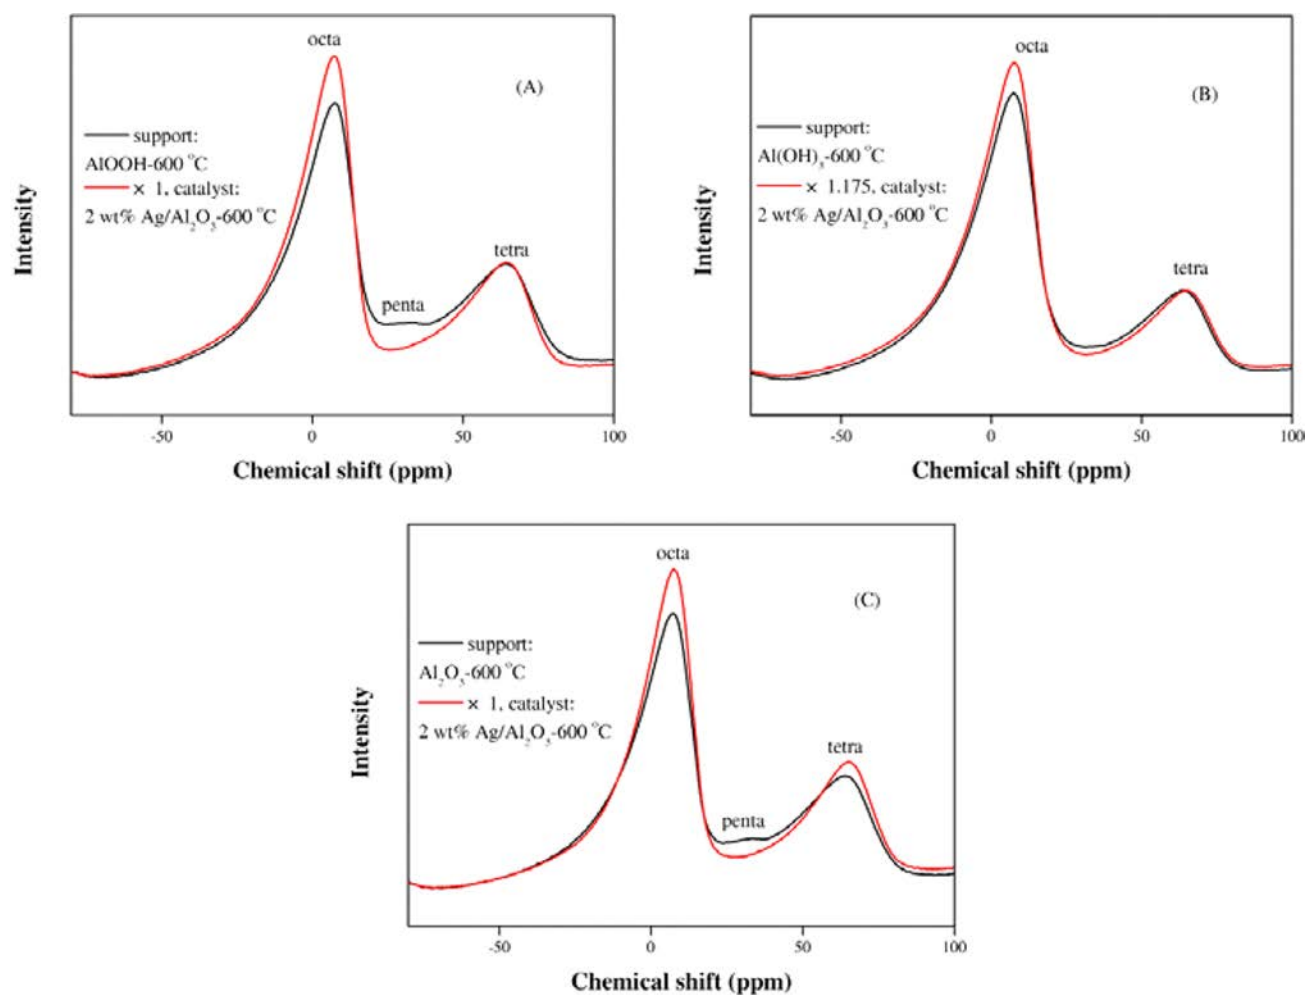 octa
(A)
support:
AlOOH-600 °C
× 1, catalyst:
2 wt% Ag/Al₂O₃-600 °C
tetra
penta
Intensity
-50
0
50
100
Chemical shift (ppm)
octa
(B)
support:
Al(OH)₃-600 °C
× 1.175, catalyst:
2 wt% Ag/Al₂O₃-600 °C
tetra
Intensity
-50
0
50
100
Chemical shift (ppm)
octa
(C)
support:
Al₂O₃-600 °C
× 1, catalyst:
2 wt% Ag/Al₂O₃-600 °C
tetra
penta
Intensity
-50
0
50
100
Chemical shift (ppm)